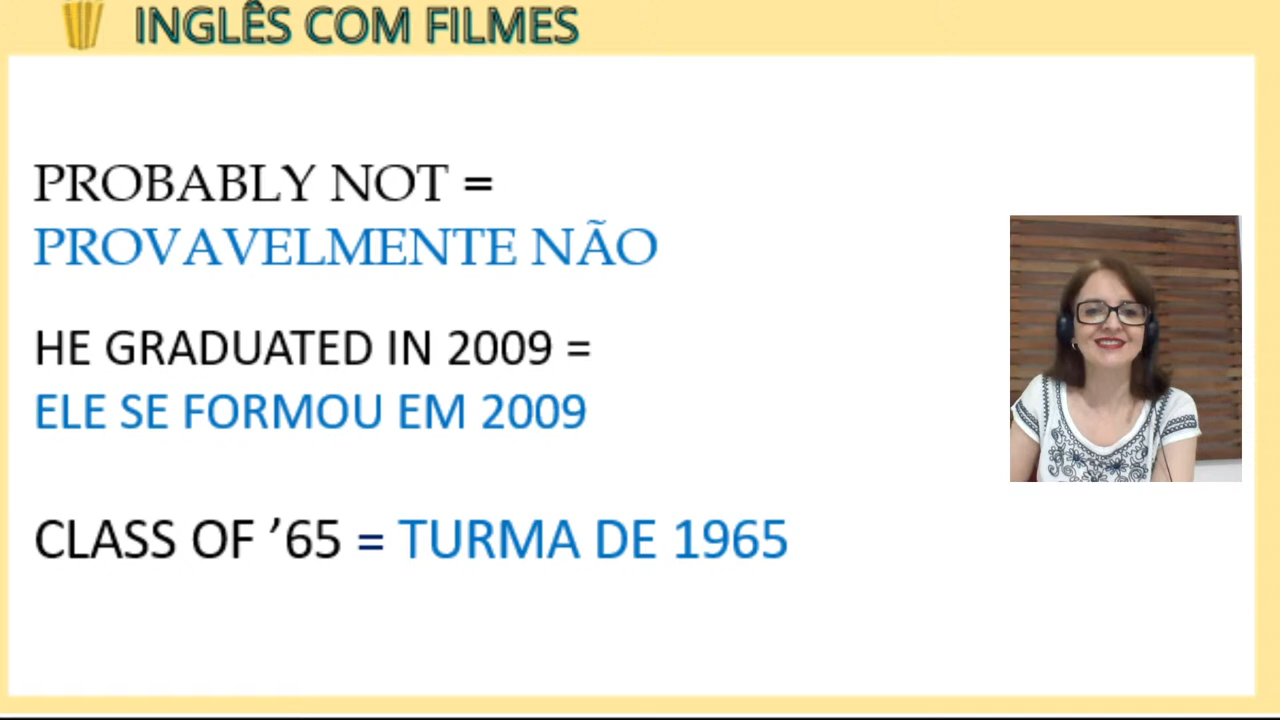 INGLÊS COM FILMES
PROBABLY NOT =
PROVAVELMENTE NÃO
HE GRADUATED IN 2009 =
ELE SE FORMOU EM 2009
CLASS OF ’65 = TURMA DE 1965